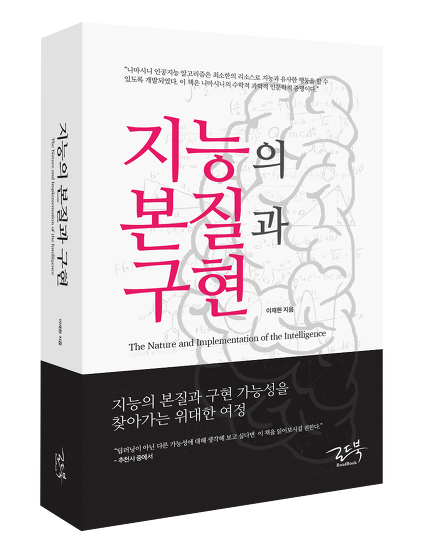 지능의 본질과 구현
The Nature and Implementation of the Intelligence
이재현 지음
로드북
RoadBook
"니마시니 인공지능 알고리즘은 최소한의 리소스로 지능과 유사한 행동을 할 수
있도록 개발되었다. 이 책은 니마시니의 수학적 과학적 인문학적 증명이다."
지능의
본질과
구현
이재현 지음
The Nature and Implementation of the Intelligence
지능의 본질과 구현 가능성을
찾아가는 위대한 여정
"딥러닝이 아닌 다른 가능성에 대해 생각해 보고 싶다면 이 책을 읽어보시길 권한다."
- 추천사 중에서
로드북
RoadBook